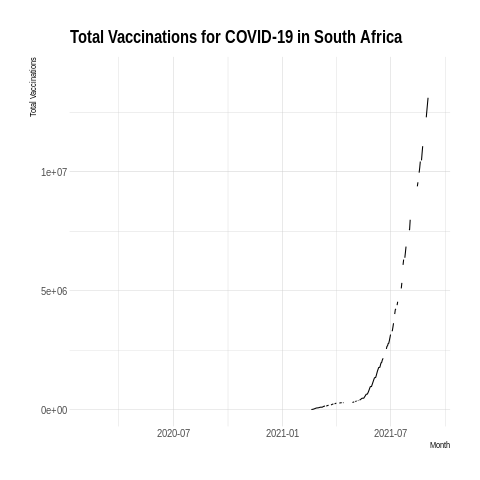 Total Vaccinations for COVID-19 in South Africa
Total Vaccinations
1e+07
5e+06
0e+00
2020-07
2021-01
2021-07
Month